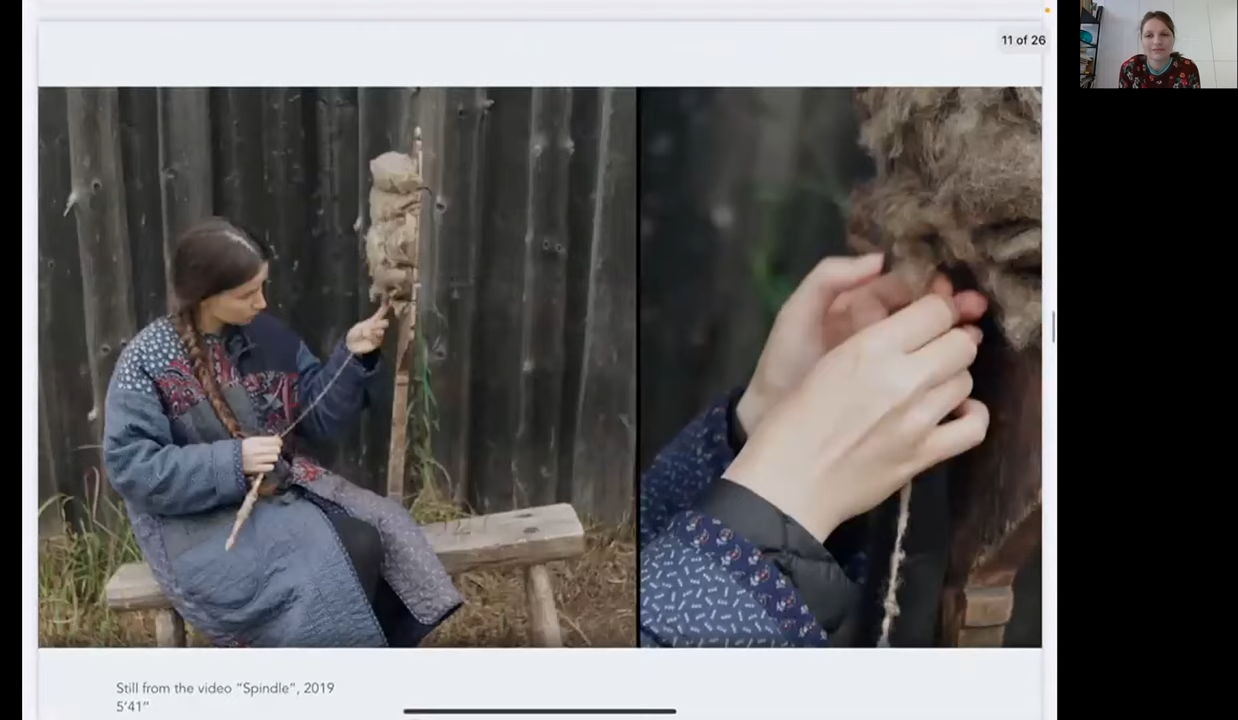 11 of 26
Still from the video “Spindle”, 2019
5’41”